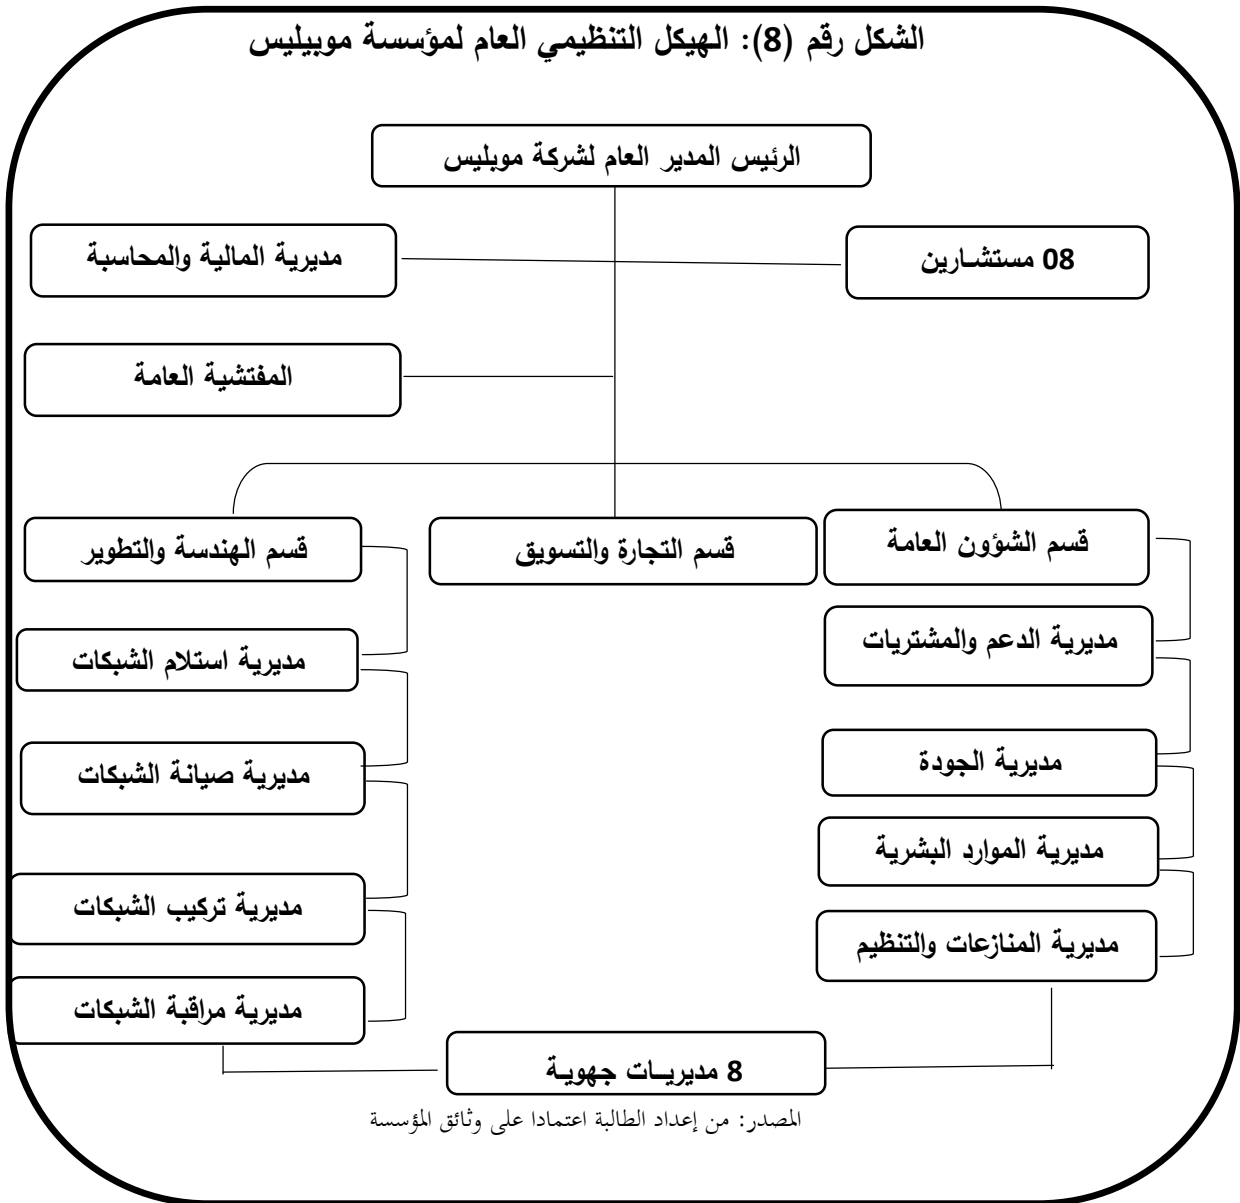 الشكل رقم (8): الهيكل التنظيمي العام لمؤسسة موبيليس
الرئيس المدير العام لشركة موبليس
08 مستشارين
مديرية المالية والمحاسبة
المفتشية العامة
قسم الشؤون العامة
قسم التجارة والتسويق
قسم الهندسة والتطوير
مديرية الدعم والمشتريات
مديرية استلام الشبكات
مديرية الجودة
مديرية صيانة الشبكات
مديرية الموارد البشرية
مديرية تركيب الشبكات
مديرية المنازعات والتنظيم
مديرية مراقبة الشبكات
8 مديريات جهوية
المصدر: من إعداد الطالبة اعتمادا على وثائق المؤسسة